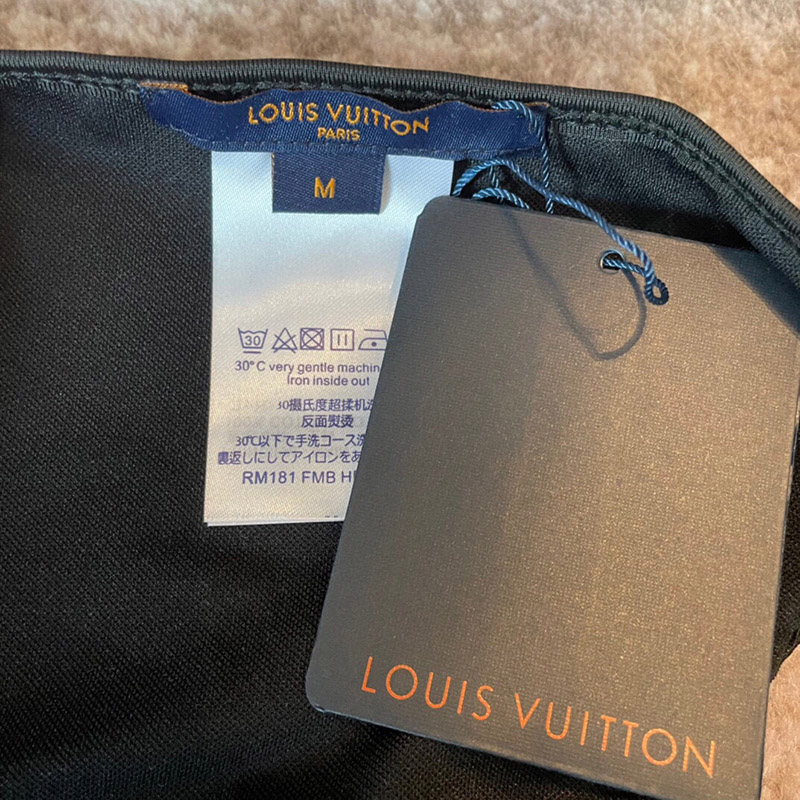 LOUIS VUITTON
PARIS
M
30
30°C very gentle machin
Iron inside out
30摄氏度超揉机洗
反面熨烫
30℃以下で手洗コース洗
裏返しにしてアイロンをあ
RM181 FMB H
LOUIS VUITTON